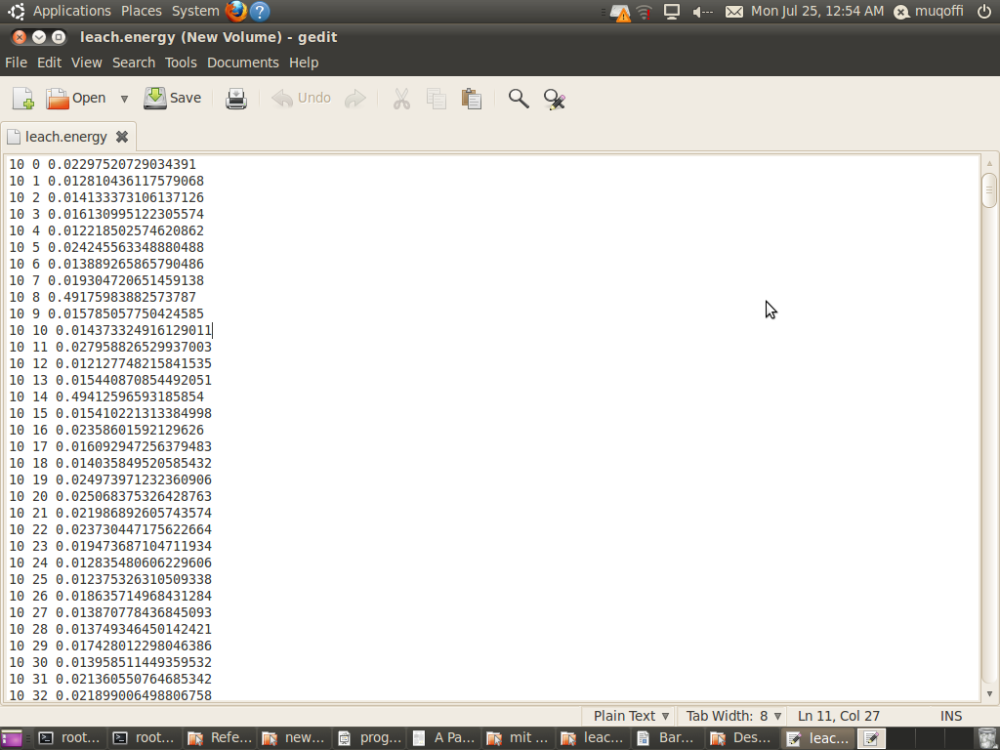 Applications Places System
Mon Jul 25, 12:54 AM muqoffi
leach.energy (New Volume) - gedit
File Edit View Search Tools Documents Help
Open Save Undo
leach.energy
10 0 0.02297520729034391
10 1 0.012810436117579068
10 2 0.014133373106137126
10 3 0.016130995122305574
10 4 0.012218502574620862
10 5 0.024245563348880488
10 6 0.013889265865790486
10 7 0.019304720651459138
10 8 0.49175983882573787
10 9 0.015785057750424585
10 10 0.014373324916129011
10 11 0.027958826529937003
10 12 0.012127748215841535
10 13 0.015440870854492051
10 14 0.49412596593185854
10 15 0.015410221313384998
10 16 0.02358601592129626
10 17 0.016092947256379483
10 18 0.014035849520585432
10 19 0.024973971232360906
10 20 0.025068375326428763
10 21 0.021986892605743574
10 22 0.023730447175622664
10 23 0.019473687104711934
10 24 0.012835480606229606
10 25 0.012375326310509338
10 26 0.018635714968431284
10 27 0.013870778436845093
10 28 0.013749346450142421
10 29 0.017428012298046386
10 30 0.013958511449359532
10 31 0.021360550764685342
10 32 0.021899006498806758
Plain Text Tab Width: 8 Ln 11, Col 27 INS
root... root... Refe... new... prog... A Pa... mit ... leac... Bar... Des... leac...